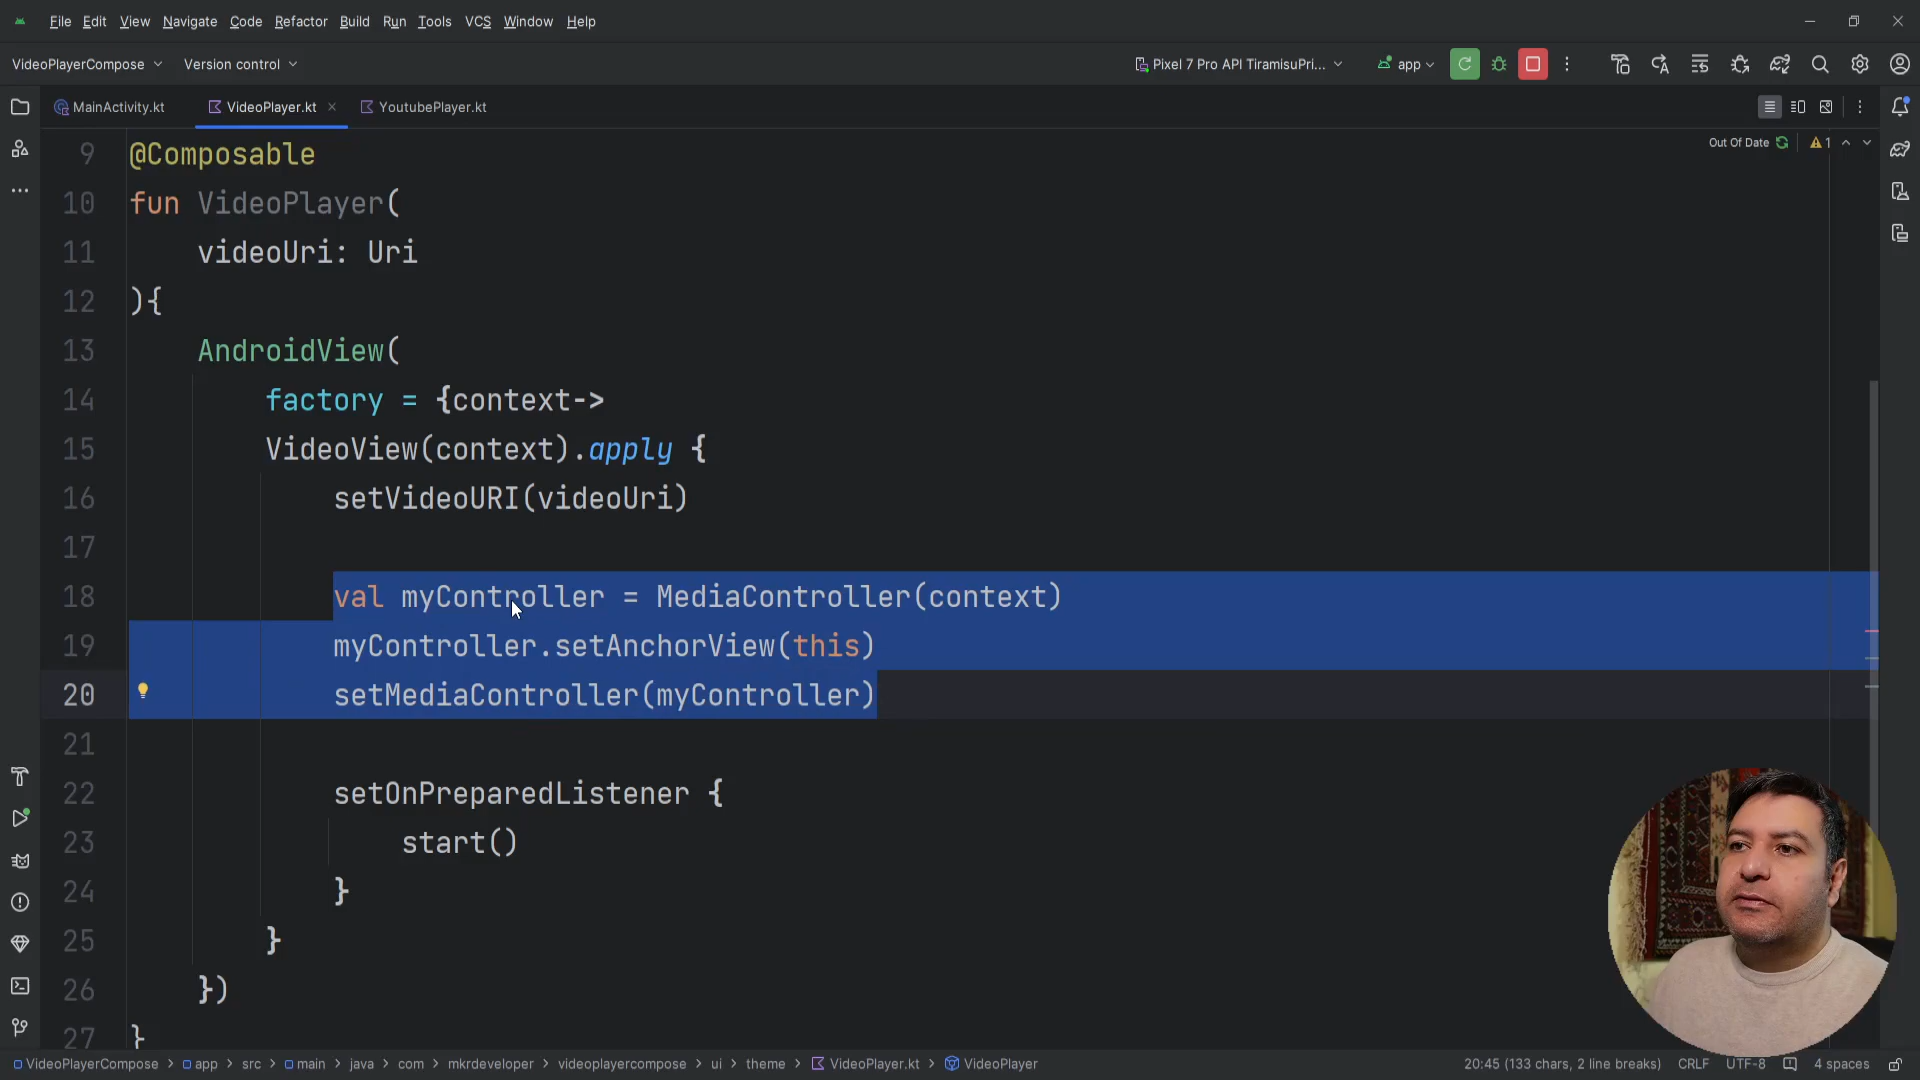 File Edit View Navigate Code Refactor Build Run Tools VCS Window Help
VideoPlayerCompose Version control Pixel 7 Pro API TiramisuPri... app
MainActivity.kt VideoPlayer.kt YoutubePlayer.kt
Out Of Date 1
9 @Composable
10 fun VideoPlayer(
11 videoUri: Uri
12 ){
13 AndroidView(
14 factory = {context->
15 VideoView(context).apply {
16 setVideoURI(videoUri)
17
18 val myController = MediaController(context)
19 myController.setAnchorView(this)
20 setMediaController(myController)
21
22 setOnPreparedListener {
23 start()
24 }
25 }
26 })
27 }
VideoPlayerCompose > app > src > main > java > com > mkrdeveloper > videoplayercompose > ui > theme > VideoPlayer.kt > VideoPlayer 20:45 (133 chars, 2 line breaks) CRLF UTF-8 4 spaces